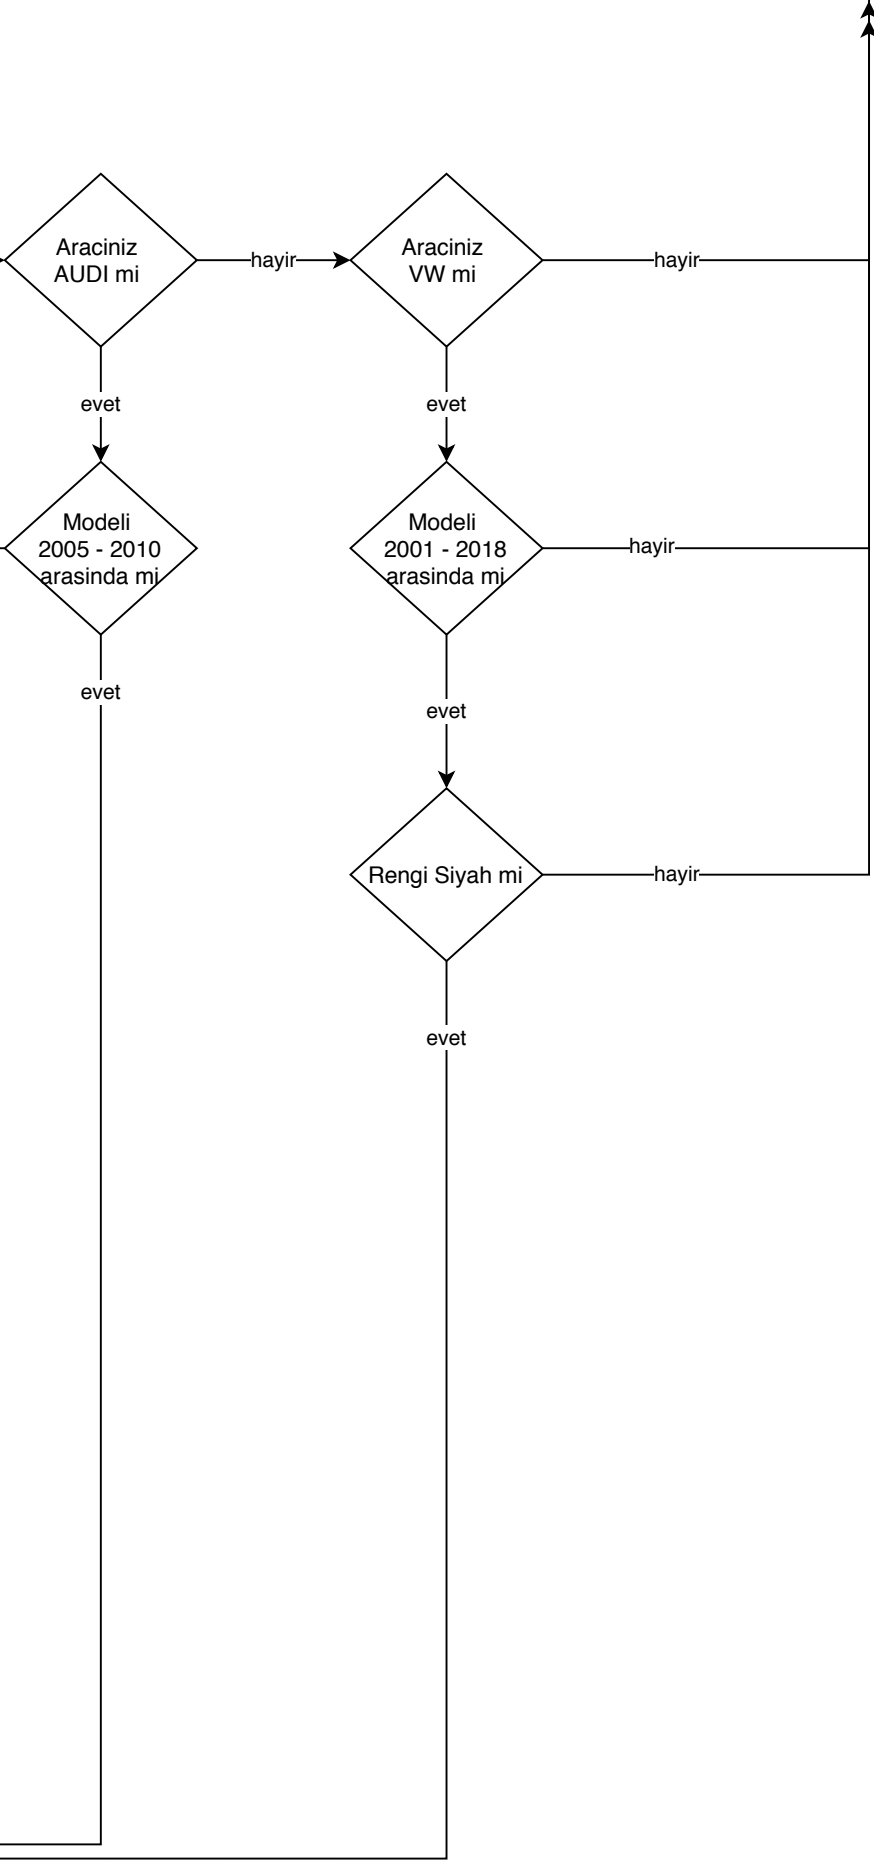 Araciniz
AUDI mi
hayir
Araciniz
VW mi
hayir
evet
evet
Modeli
2005 - 2010
arasinda mi
Modeli
2001 - 2018
arasinda mi
hayir
evet
evet
Rengi Siyah mi
hayir
evet